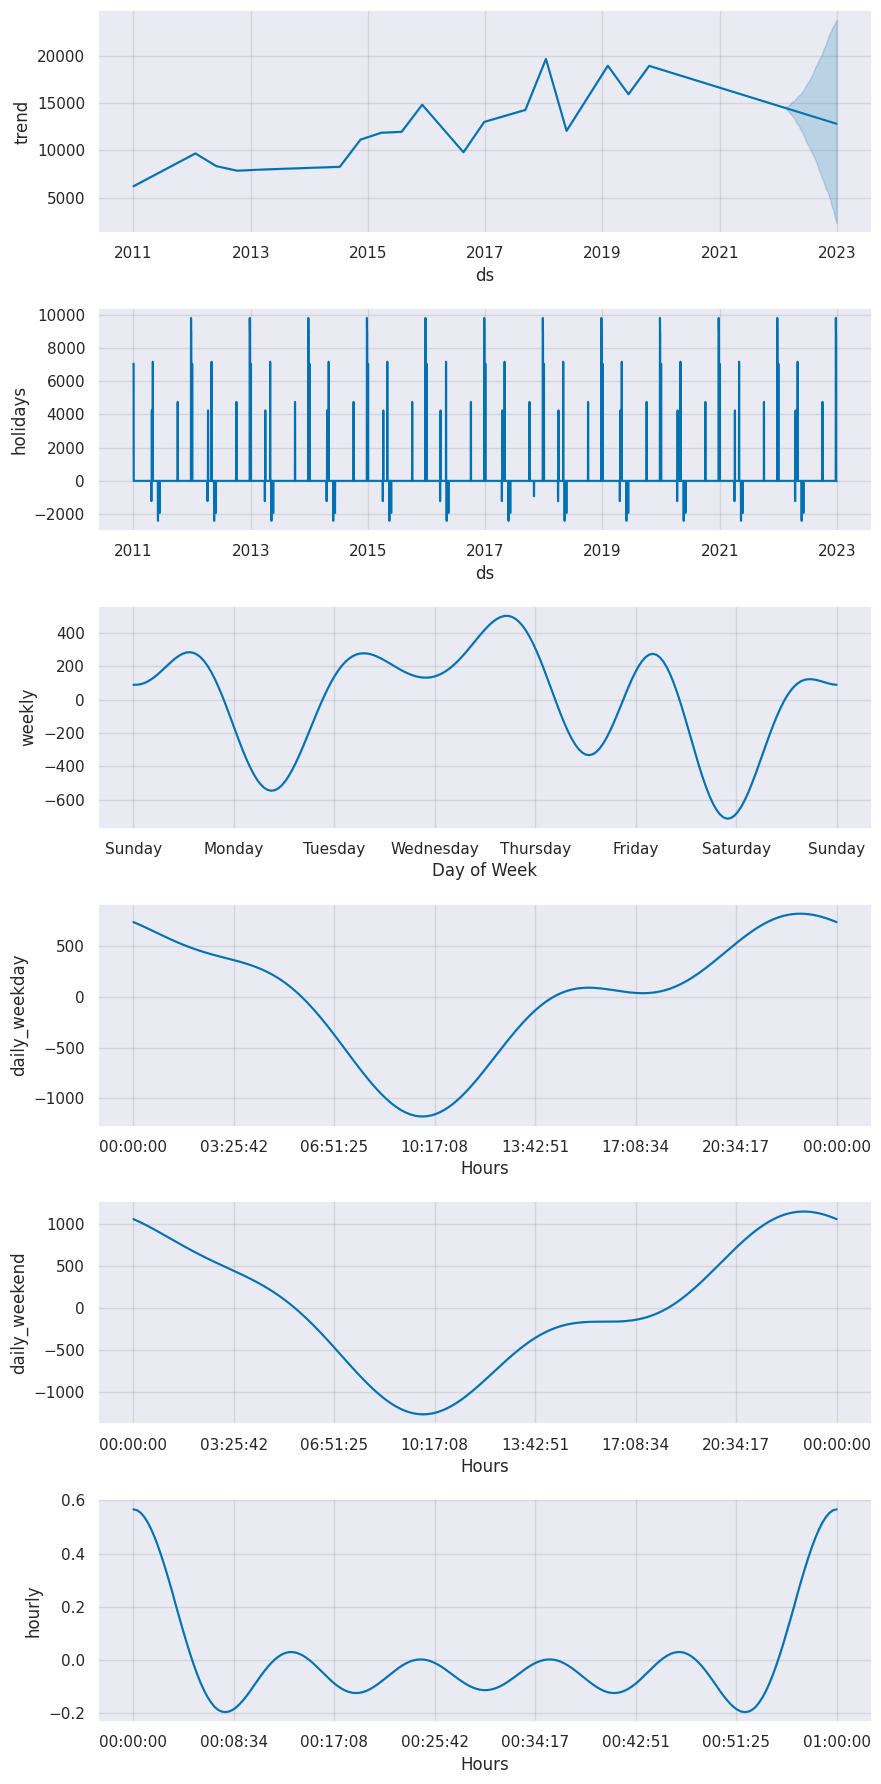 trend
20000
15000
10000
5000
2011 2013 2015 2017 2019 2021 2023
ds
holidays
10000
8000
6000
4000
2000
0
−2000
2011 2013 2015 2017 2019 2021 2023
ds
weekly
400
200
0
−200
−400
−600
Sunday Monday Tuesday Wednesday Thursday Friday Saturday Sunday
Day of Week
daily_weekday
500
0
−500
−1000
00:00:00 03:25:42 06:51:25 10:17:08 13:42:51 17:08:34 20:34:17 00:00:00
Hours
daily_weekend
1000
500
0
−500
−1000
00:00:00 03:25:42 06:51:25 10:17:08 13:42:51 17:08:34 20:34:17 00:00:00
Hours
hourly
0.6
0.4
0.2
0.0
−0.2
00:00:00 00:08:34 00:17:08 00:25:42 00:34:17 00:42:51 00:51:25 01:00:00
Hours